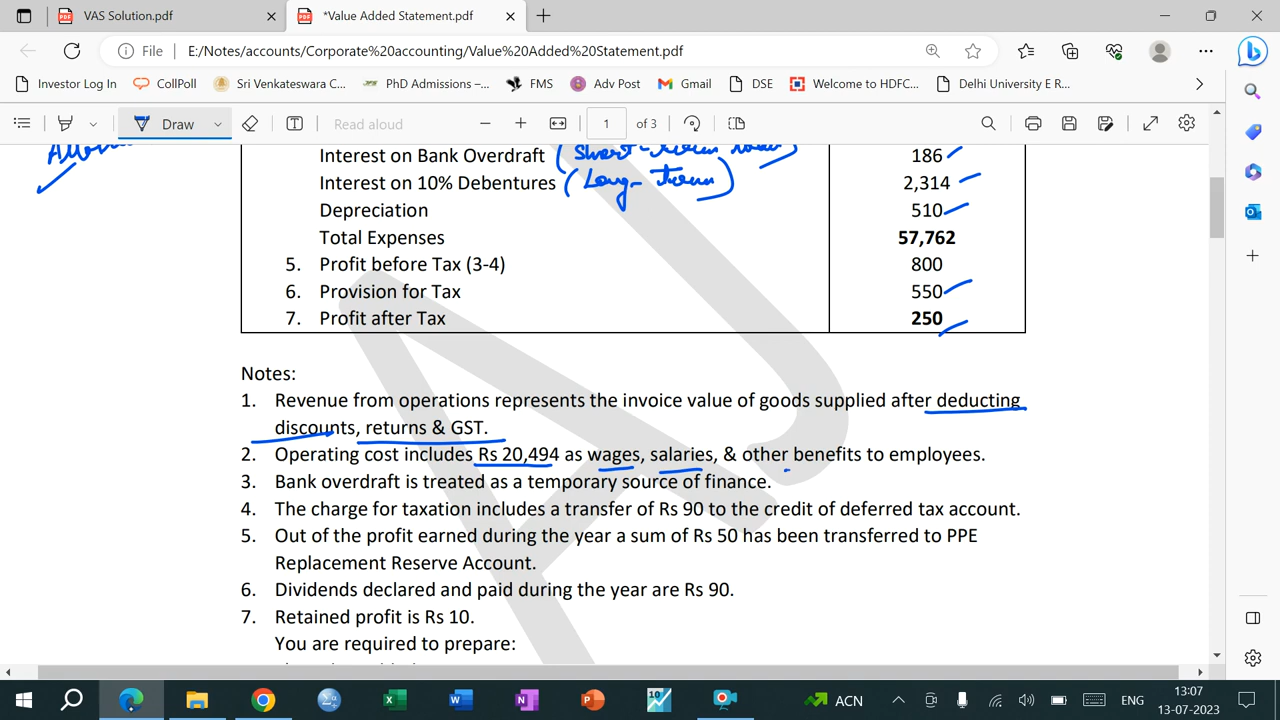 VAS Solution.pdf
*Value Added Statement.pdf
File E:/Notes/accounts/Corporate%20accounting/Value%20Added%20Statement.pdf
Investor Log In CollPoll Sri Venkateswara C... PhD Admissions –... FMS Adv Post Gmail DSE Welcome to HDFC... Delhi University E R...
Draw Read aloud 1 of 3
Interest on Bank Overdraft (Short-term 186
Interest on 10% Debentures (Long-Term) 2,314
Depreciation 510
Total Expenses 57,762
5. Profit before Tax (3-4) 800
6. Provision for Tax 550
7. Profit after Tax 250
Notes:
1. Revenue from operations represents the invoice value of goods supplied after deducting
discounts, returns & GST.
2. Operating cost includes Rs 20,494 as wages, salaries, & other benefits to employees.
3. Bank overdraft is treated as a temporary source of finance.
4. The charge for taxation includes a transfer of Rs 90 to the credit of deferred tax account.
5. Out of the profit earned during the year a sum of Rs 50 has been transferred to PPE
Replacement Reserve Account.
6. Dividends declared and paid during the year are Rs 90.
7. Retained profit is Rs 10.
You are required to prepare:
AJ
ACN ENG 13:07
13-07-2023